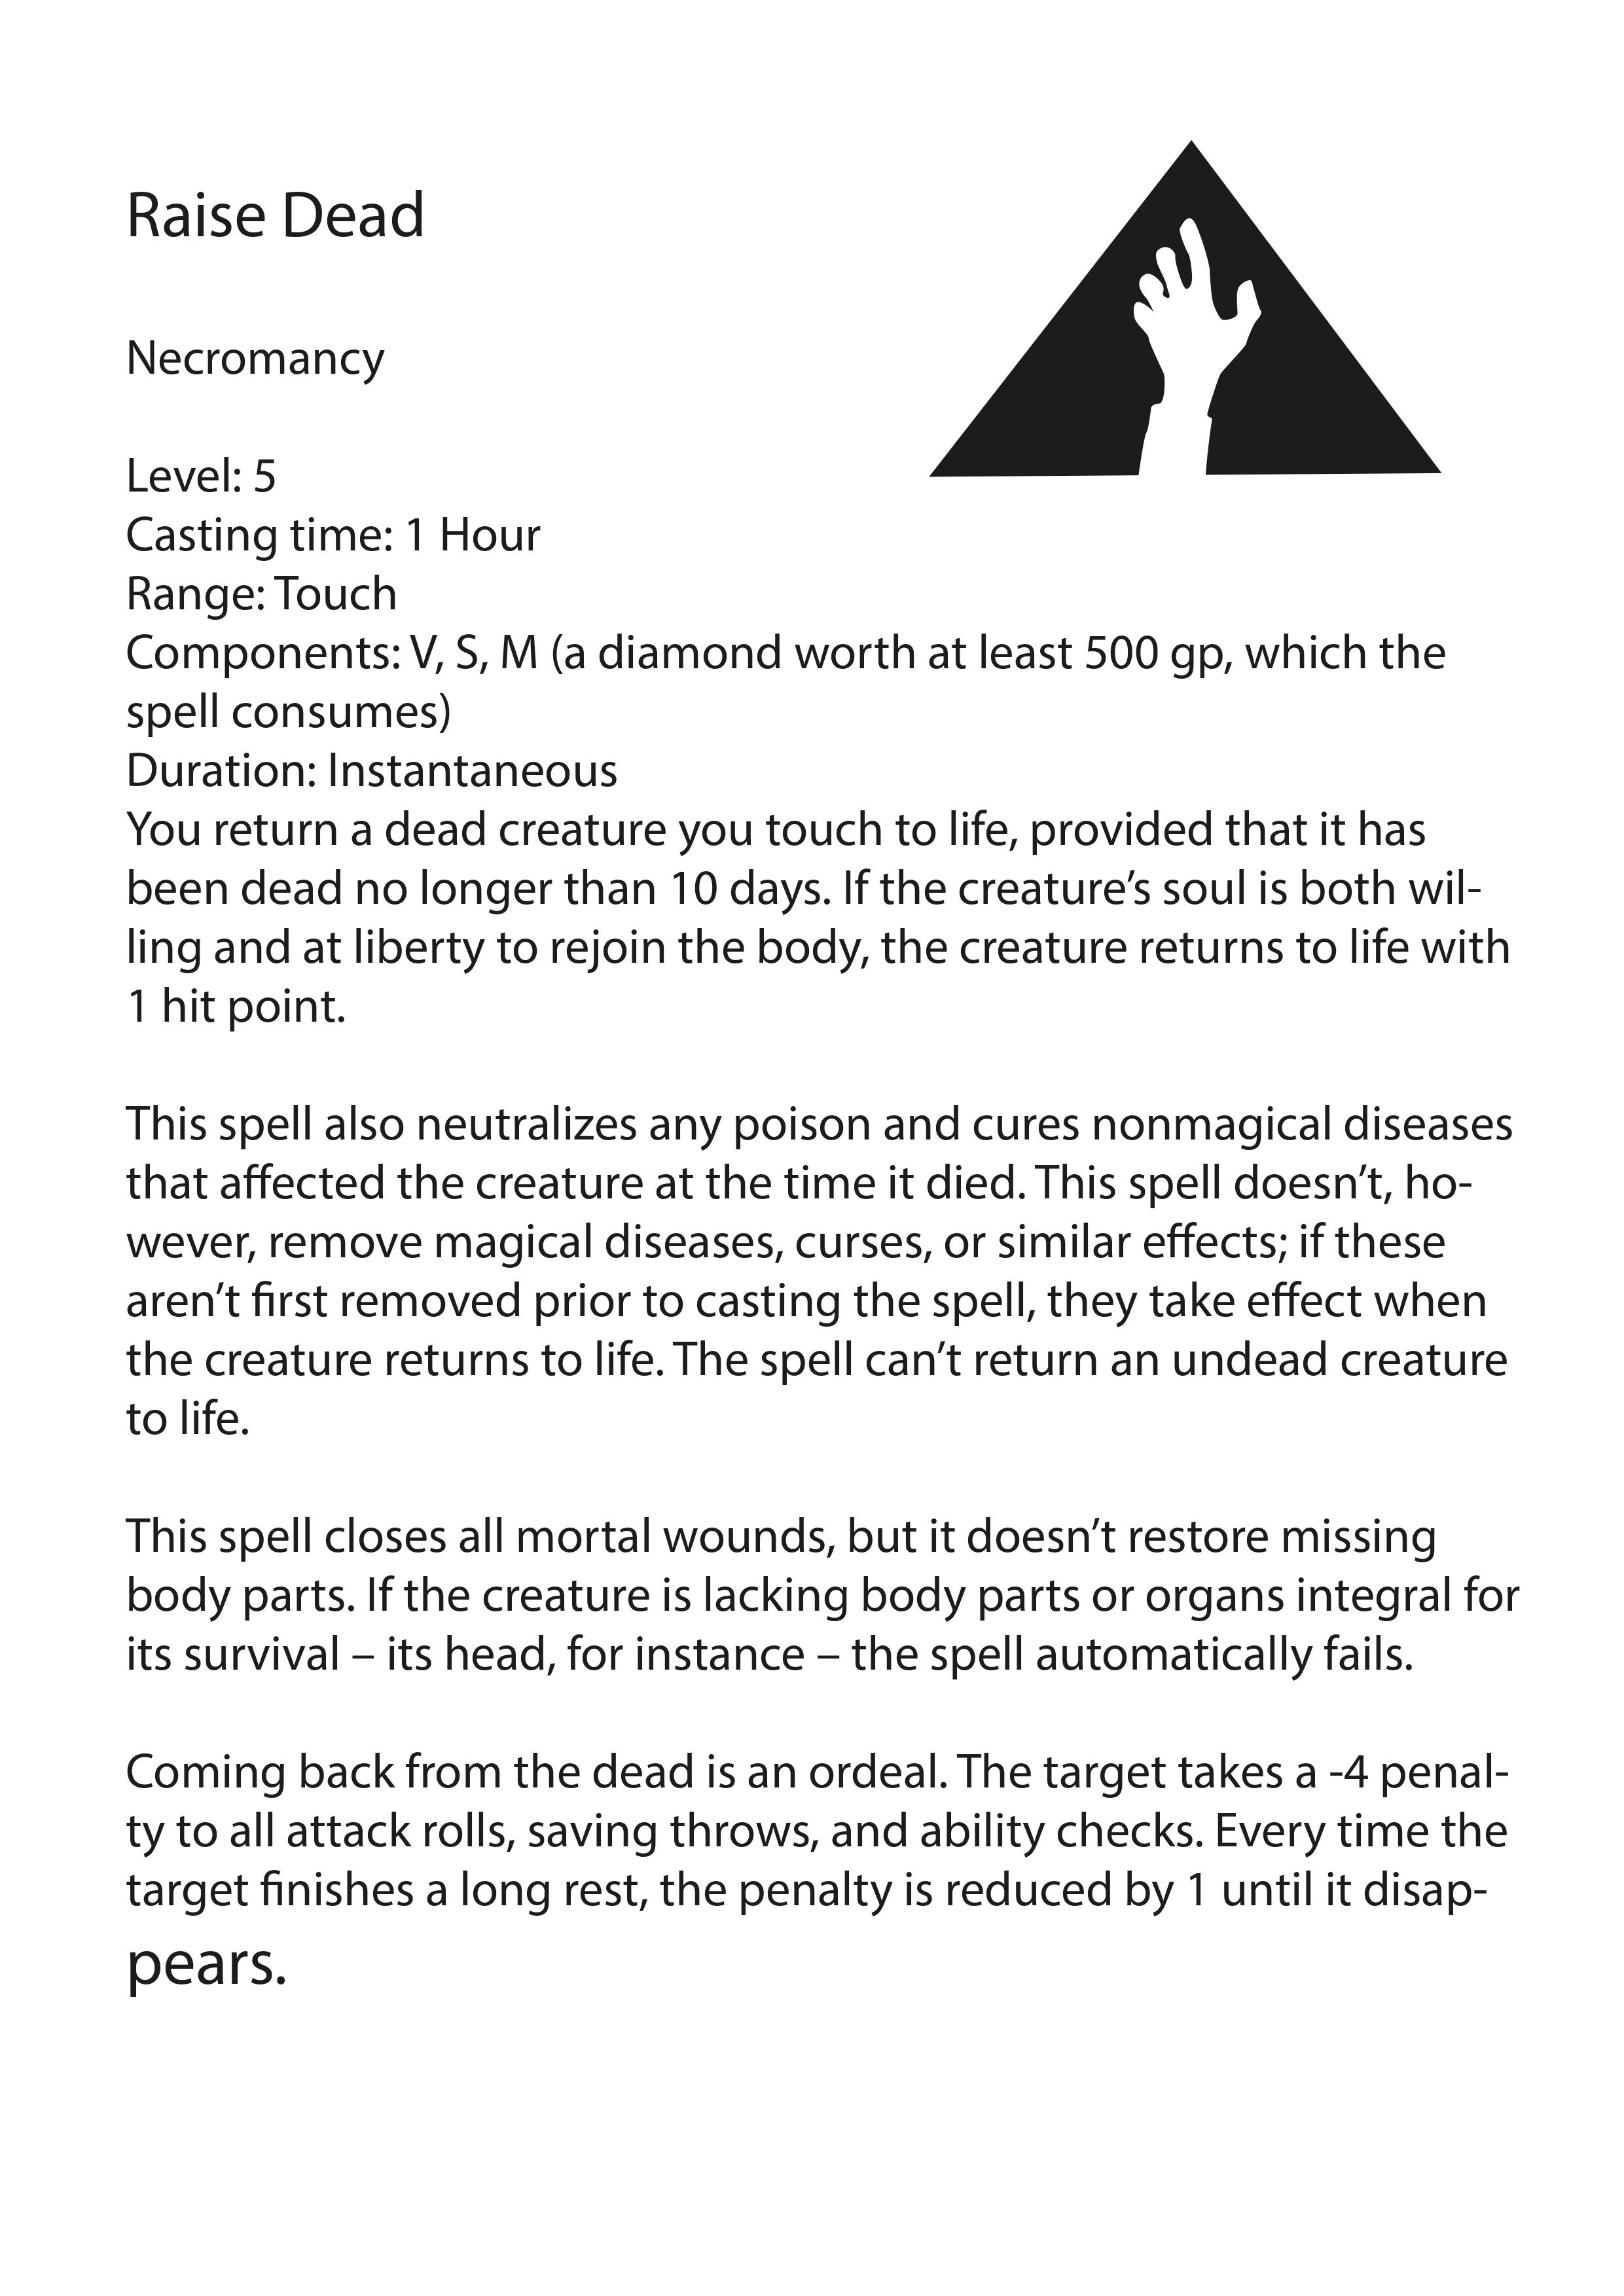 Raise Dead
Necromancy
Level: 5
Casting time: 1 Hour
Range: Touch
Components: V, S, M (a diamond worth at least 500 gp, which the
spell consumes)
Duration: Instantaneous
You return a dead creature you touch to life, provided that it has
been dead no longer than 10 days. If the creature’s soul is both wil-
ling and at liberty to rejoin the body, the creature returns to life with
1 hit point.
This spell also neutralizes any poison and cures nonmagical diseases
that affected the creature at the time it died. This spell doesn’t, ho-
wever, remove magical diseases, curses, or similar effects; if these
aren’t first removed prior to casting the spell, they take effect when
the creature returns to life. The spell can’t return an undead creature
to life.
This spell closes all mortal wounds, but it doesn’t restore missing
body parts. If the creature is lacking body parts or organs integral for
its survival – its head, for instance – the spell automatically fails.
Coming back from the dead is an ordeal. The target takes a -4 penal-
ty to all attack rolls, saving throws, and ability checks. Every time the
target finishes a long rest, the penalty is reduced by 1 until it disap-
pears.